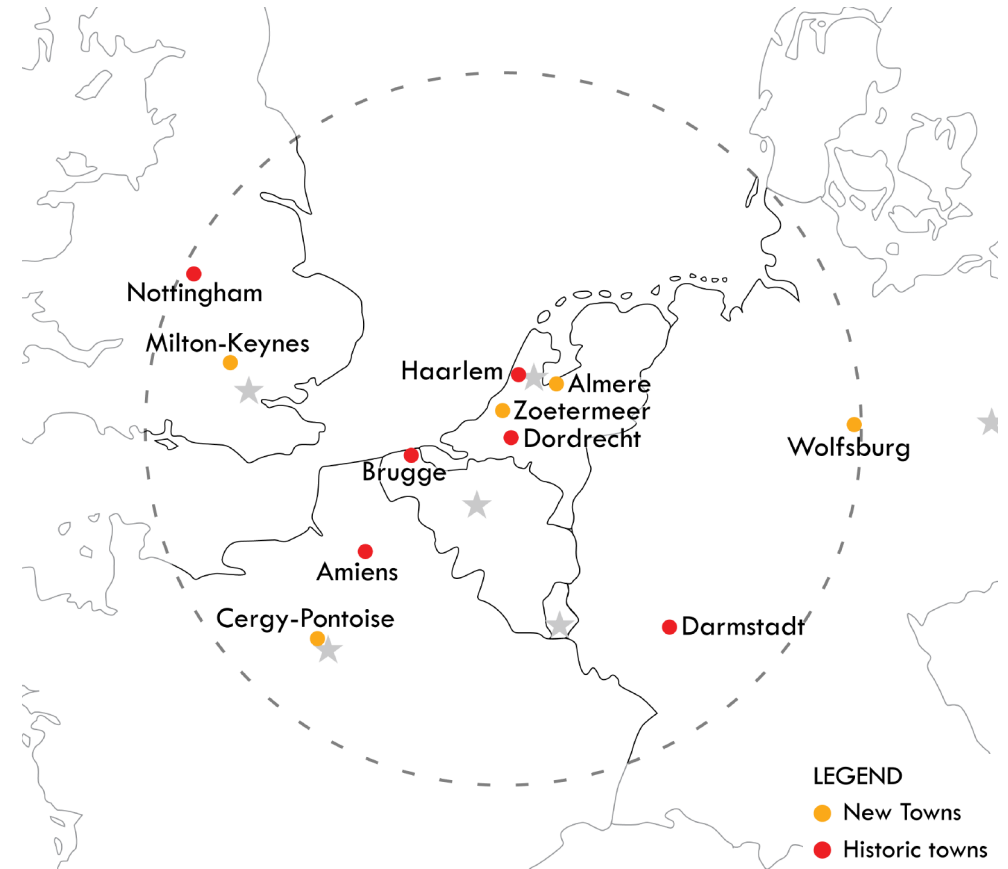 Nottingham
Milton-Keynes
Haarlem
Almere
Zoetermeer
Dordrecht
Wolfsburg
Brugge
Amiens
Cergy-Pontoise
Darmstadt
LEGEND
New Towns
Historic towns